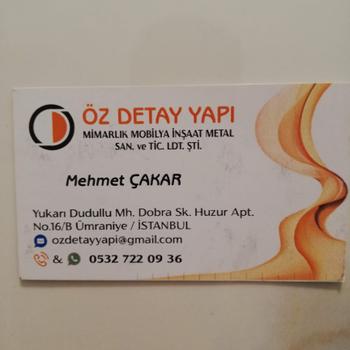 ÖZ DETAY YAPI
MİMARLIK MOBİLYA İNŞAAT METAL
SAN. ve TİC. LDT. ŞTİ.
Mehmet ÇAKAR
Yukarı Dudullu Mh. Dobra Sk. Huzur Apt.
No.16/B Ümraniye / İSTANBUL
ozdetayyapi@gmail.com
& 0532 722 09 36